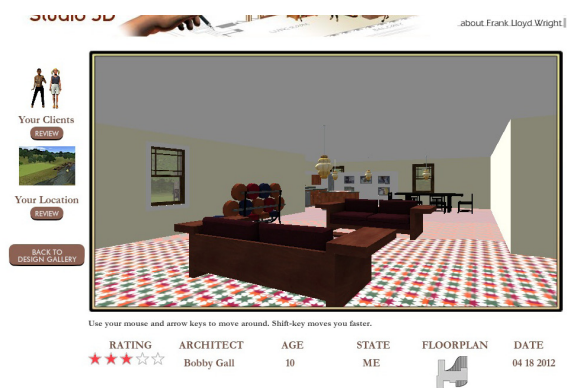 Studio 3D
...about Frank Lloyd Wright
Your Clients
REVIEW
Your Location
REVIEW
BACK TO
DESIGN GALLERY
Use your mouse and arrow keys to move around. Shift-key moves you faster.
RATING ARCHITECT AGE STATE FLOORPLAN DATE
Bobby Gall 10 ME 04 18 2012